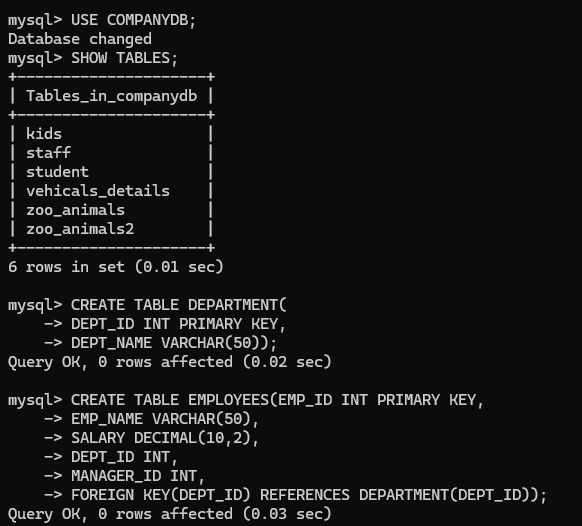 mysql> USE COMPANYDB;
Database changed
mysql> SHOW TABLES;
+---------------------+
| Tables_in_companydb |
+---------------------+
| kids                |
| staff               |
| student             |
| vehicals_details    |
| zoo_animals         |
| zoo_animals2        |
+---------------------+
6 rows in set (0.01 sec)

mysql> CREATE TABLE DEPARTMENT(
    -> DEPT_ID INT PRIMARY KEY,
    -> DEPT_NAME VARCHAR(50));
Query OK, 0 rows affected (0.02 sec)

mysql> CREATE TABLE EMPLOYEES(EMP_ID INT PRIMARY KEY,
    -> EMP_NAME VARCHAR(50),
    -> SALARY DECIMAL(10,2),
    -> DEPT_ID INT,
    -> MANAGER_ID INT,
    -> FOREIGN KEY(DEPT_ID) REFERENCES DEPARTMENT(DEPT_ID));
Query OK, 0 rows affected (0.03 sec)